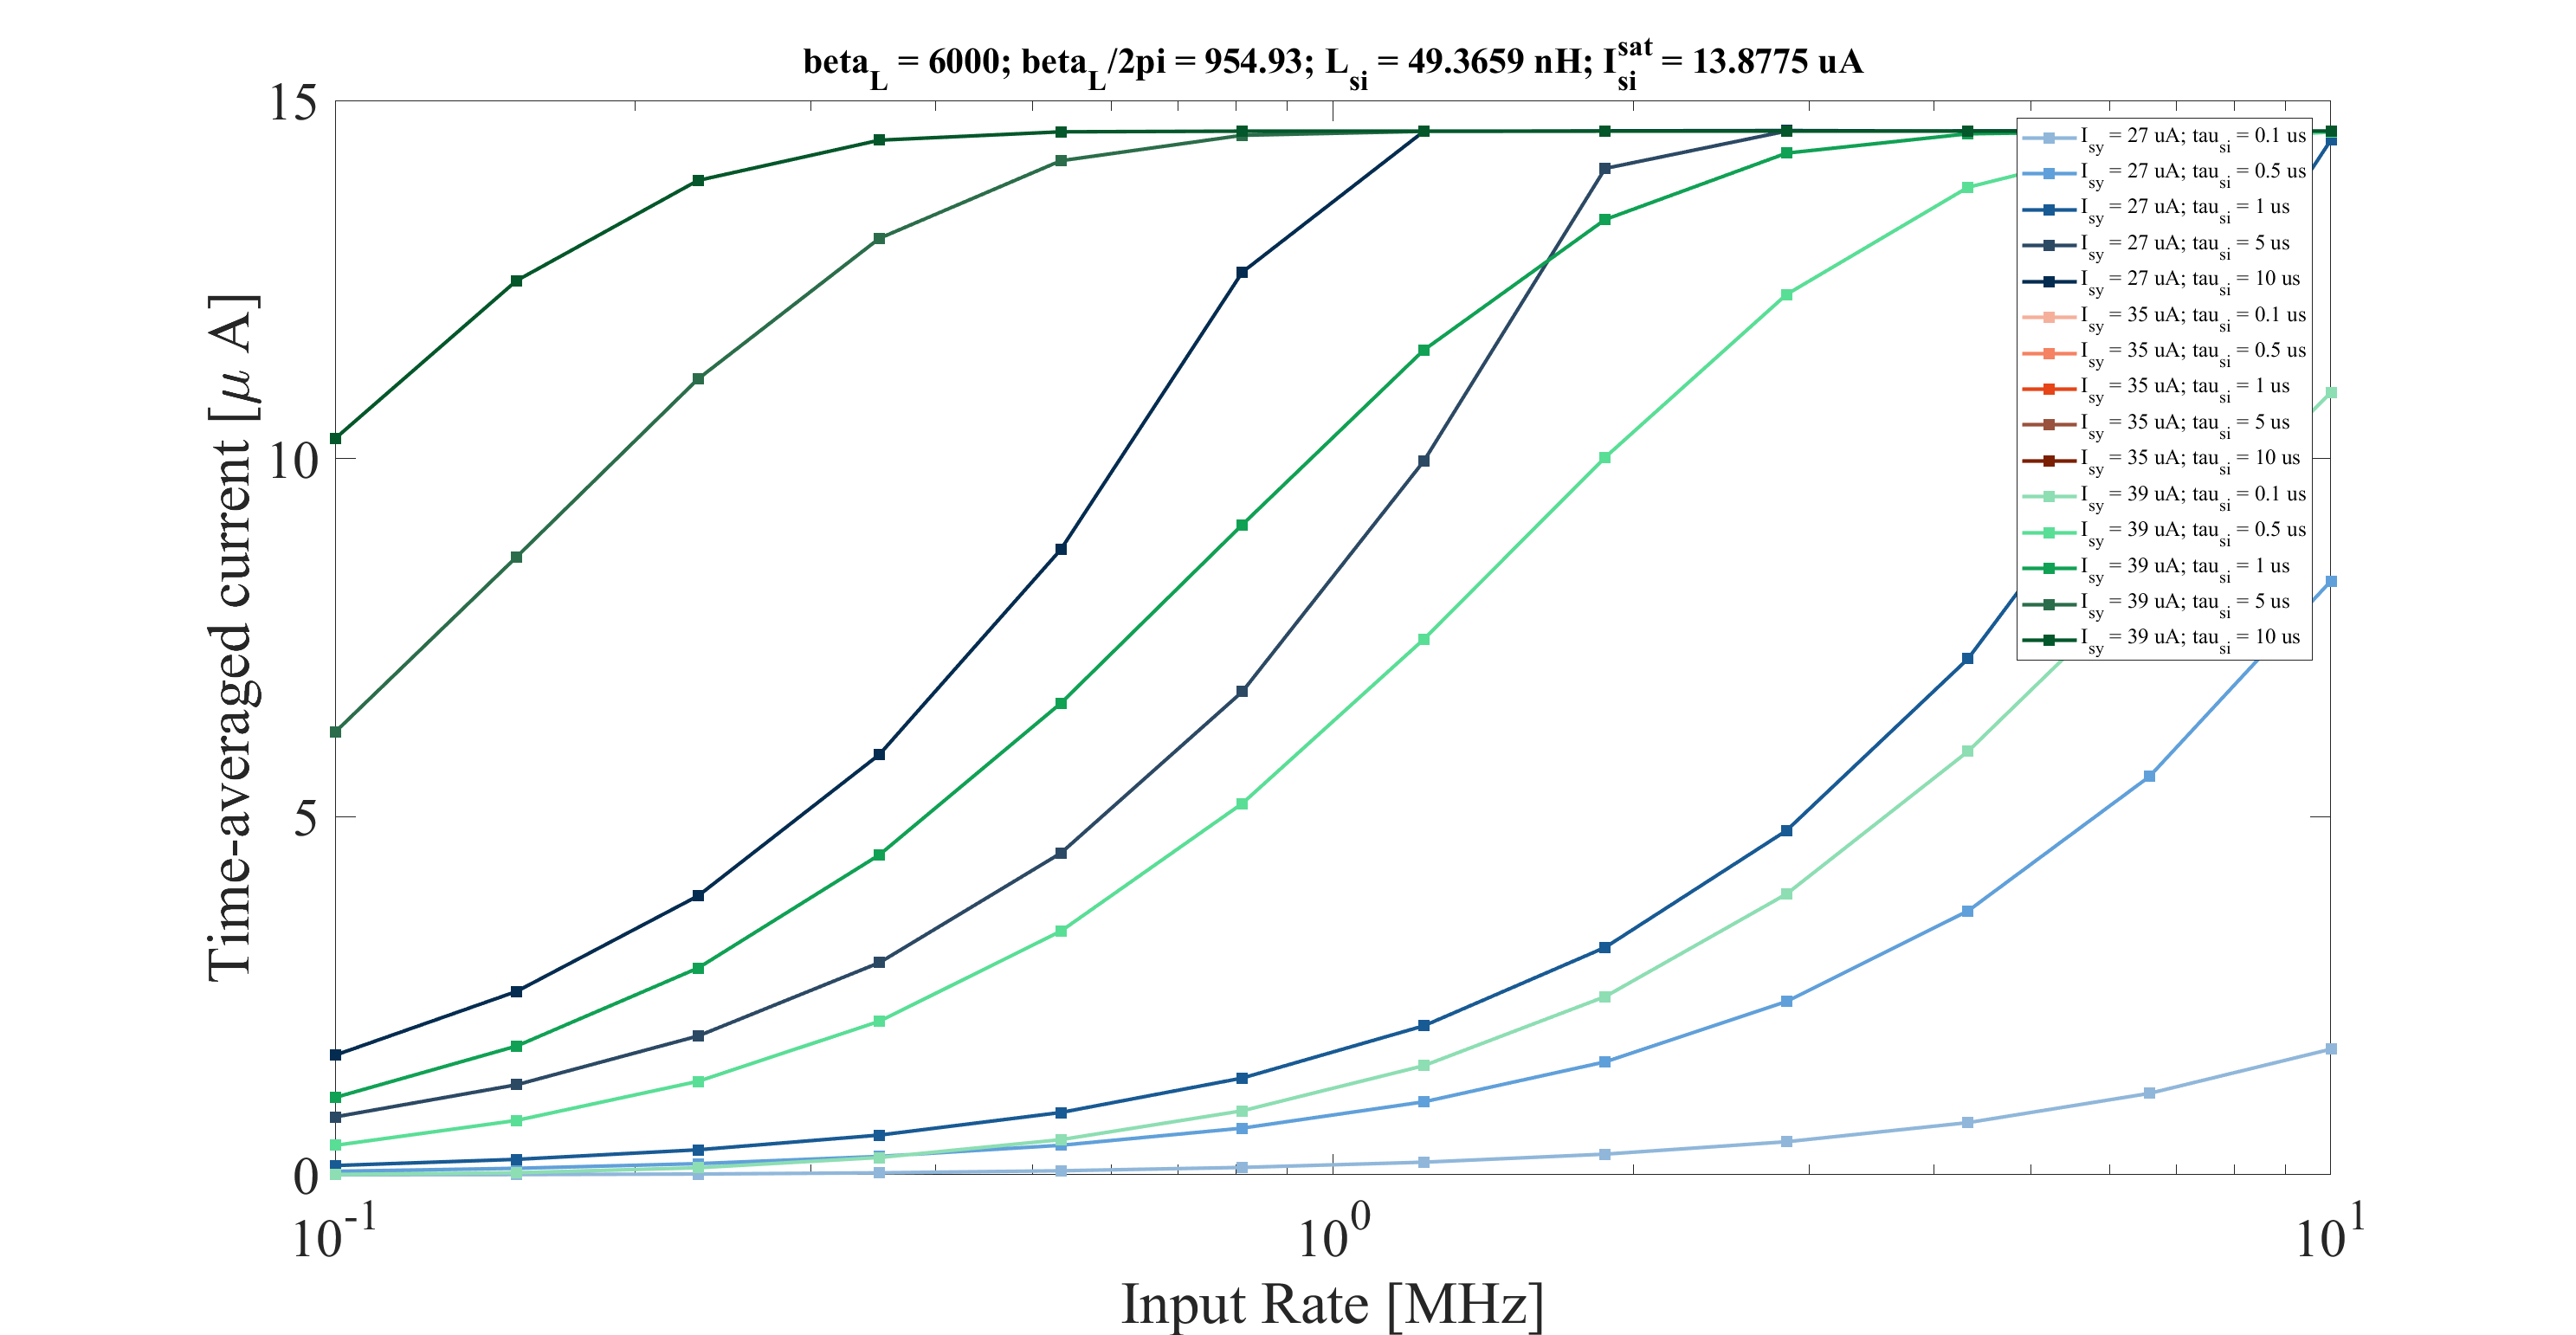 beta_L = 6000; beta_L/2pi = 954.93; L_si = 49.3659 nH; I_si^sat = 13.8775 uA
15
10
5
0
Time-averaged current [μ A]
I_sy = 27 uA; tau_si = 0.1 us
I_sy = 27 uA; tau_si = 0.5 us
I_sy = 27 uA; tau_si = 1 us
I_sy = 27 uA; tau_si = 5 us
I_sy = 27 uA; tau_si = 10 us
I_sy = 35 uA; tau_si = 0.1 us
I_sy = 35 uA; tau_si = 0.5 us
I_sy = 35 uA; tau_si = 1 us
I_sy = 35 uA; tau_si = 5 us
I_sy = 35 uA; tau_si = 10 us
I_sy = 39 uA; tau_si = 0.1 us
I_sy = 39 uA; tau_si = 0.5 us
I_sy = 39 uA; tau_si = 1 us
I_sy = 39 uA; tau_si = 5 us
I_sy = 39 uA; tau_si = 10 us
10^-1 10^0 10^1
Input Rate [MHz]